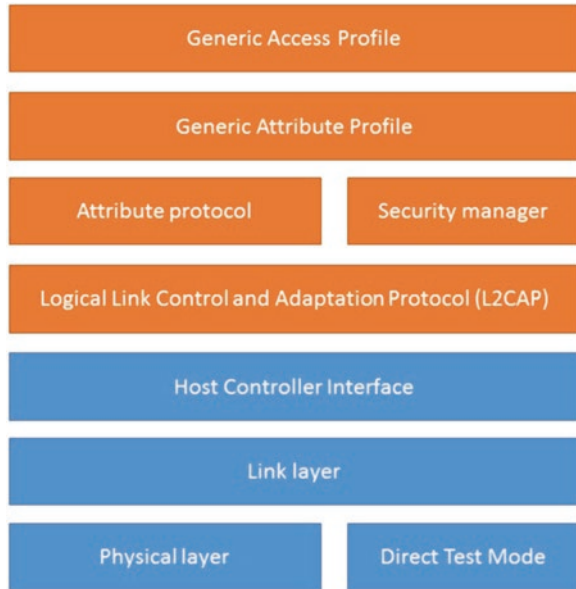 Generic Access Profile
Generic Attribute Profile
Attribute protocol
Security manager
Logical Link Control and Adaptation Protocol (L2CAP)
Host Controller Interface
Link layer
Physical layer
Direct Test Mode